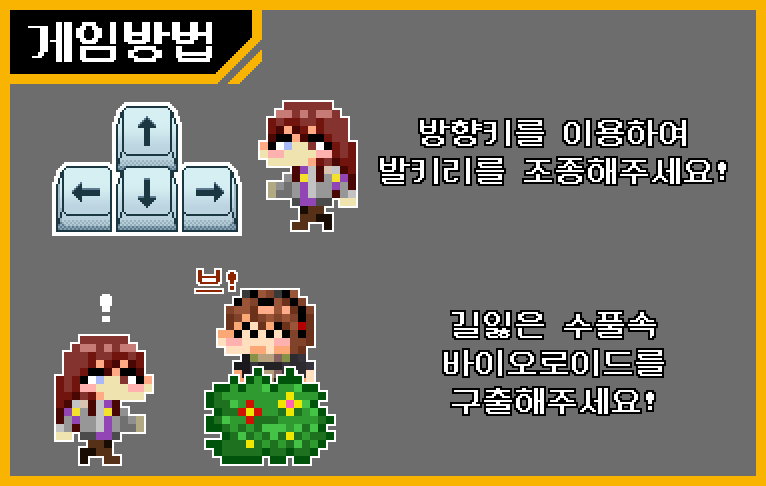 게임방법
방향키를 이용하여
발키리를 조종해주세요!
!
브!
길잃은 수풀속
바이오로이드를
구출해주세요!